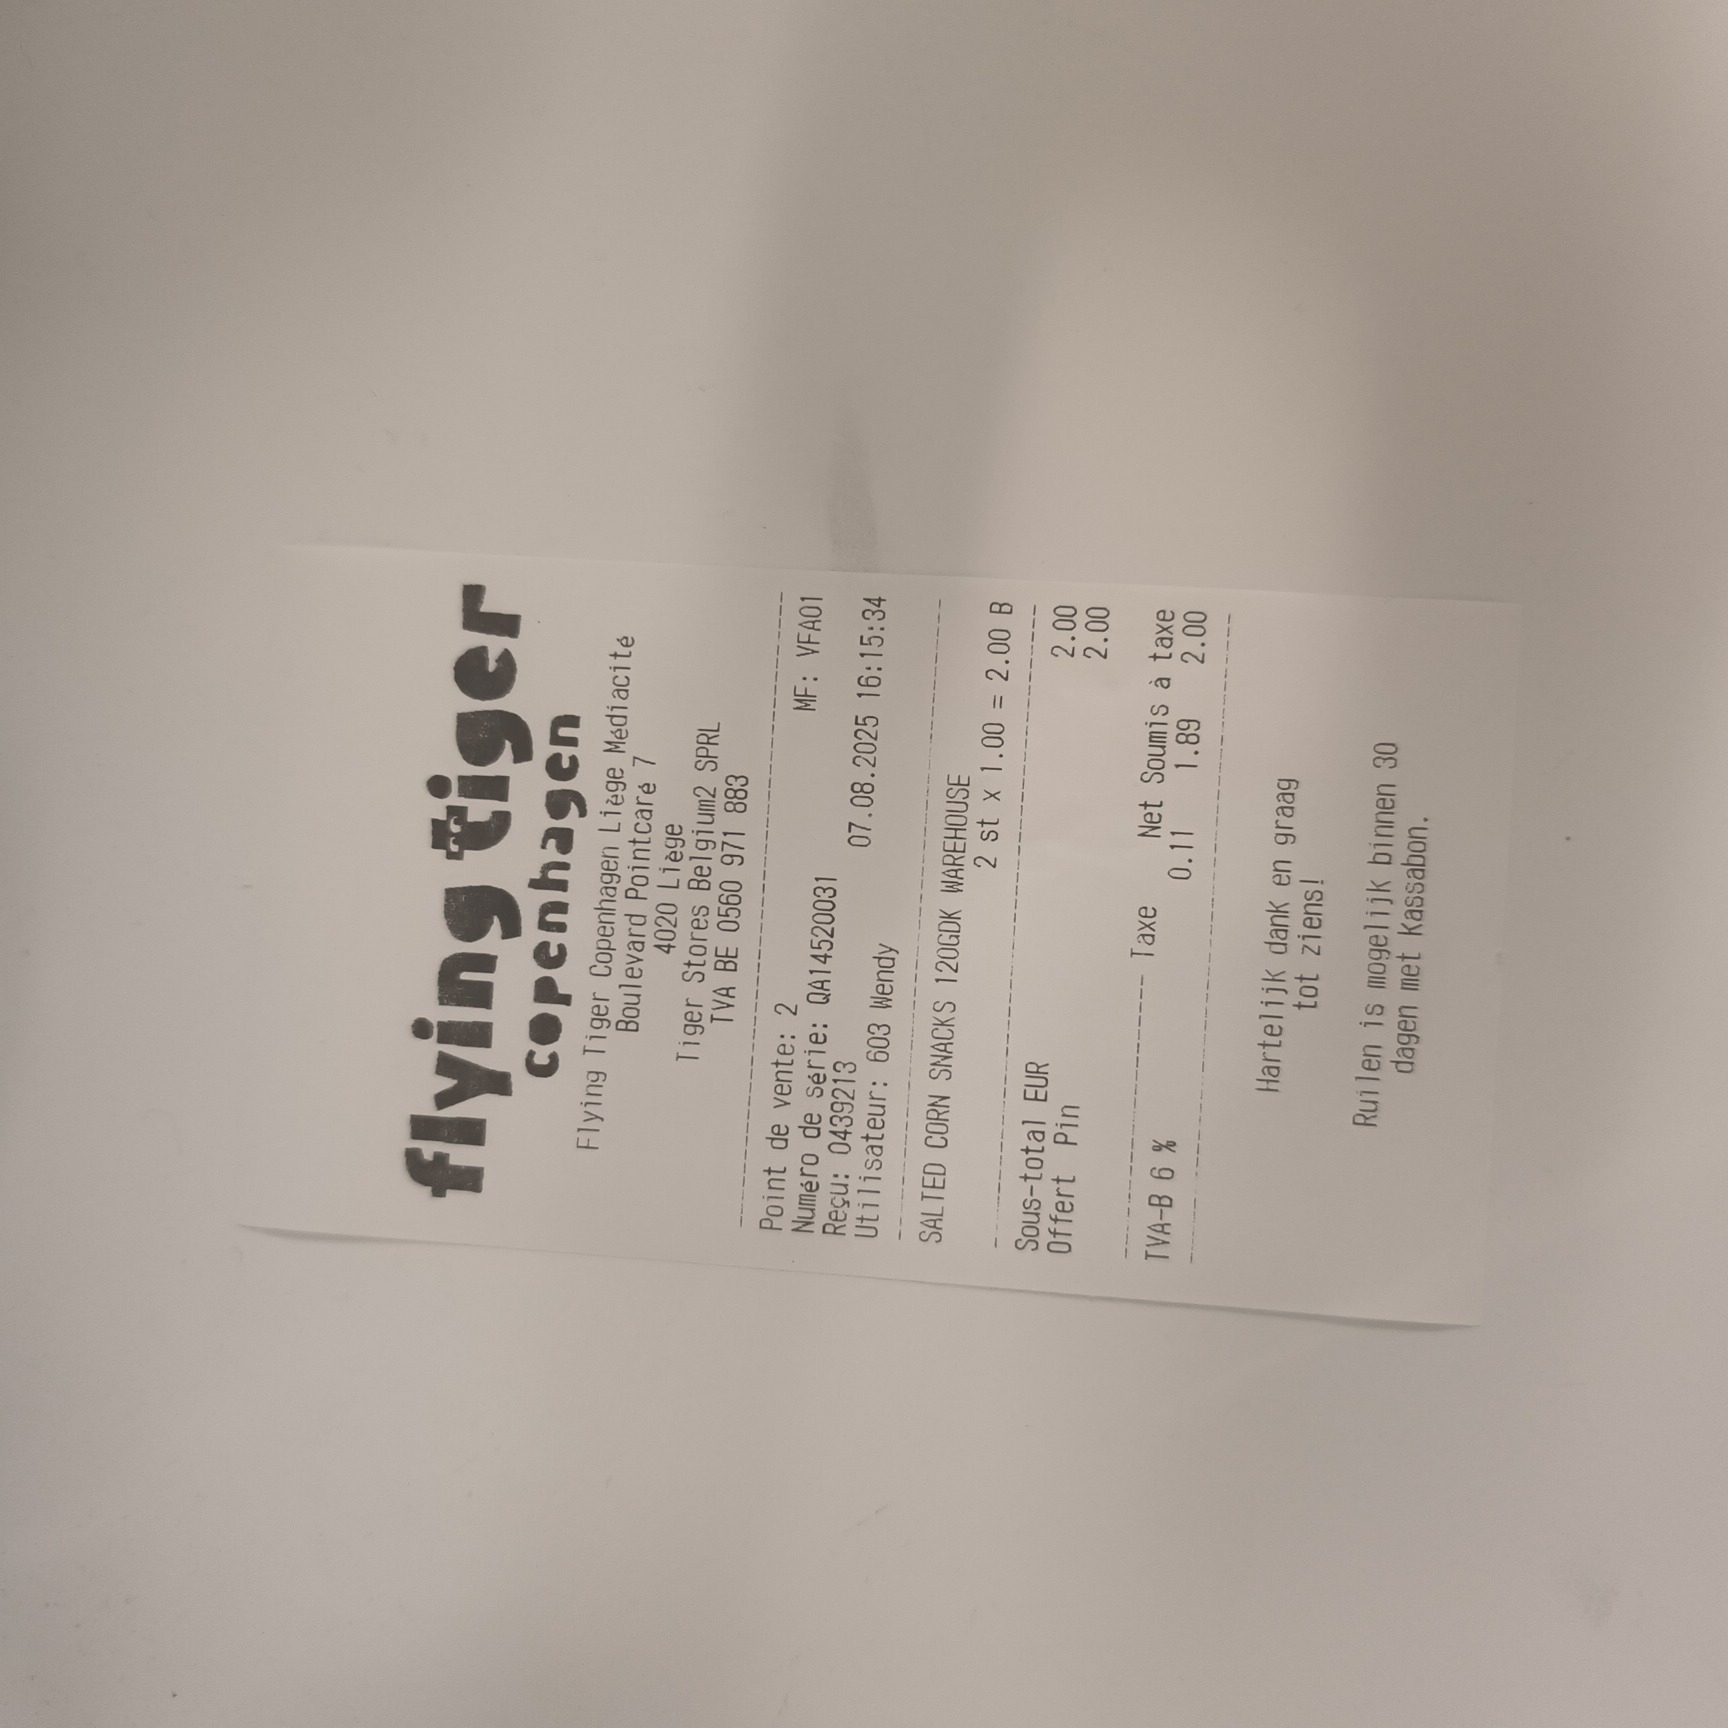 flying tiger
copenhagen
Flying Tiger Copenhagen Liège Médiacité
Boulevard Pointcaré 7
4020 Liège
Tiger Stores Belgium2 SPRL
TVA BE 0560 971 883
Point de vente: 2
Numéro de série: QA14520031 MF: VFA01
Reçu: 0439213
Utilisateur: 603 Wendy 07.08.2025 16:15:34
SALTED CORN SNACKS 120GDK WAREHOUSE
2 st x 1.00 = 2.00 B
Sous-total EUR 2.00
Offert Pin 2.00
Taxe Net Soumis à taxe
TVA-B 6 % 0.11 1.89 2.00
Hartelijk dank en graag
tot ziens!
Ruilen is mogelijk binnen 30
dagen met kassabon.